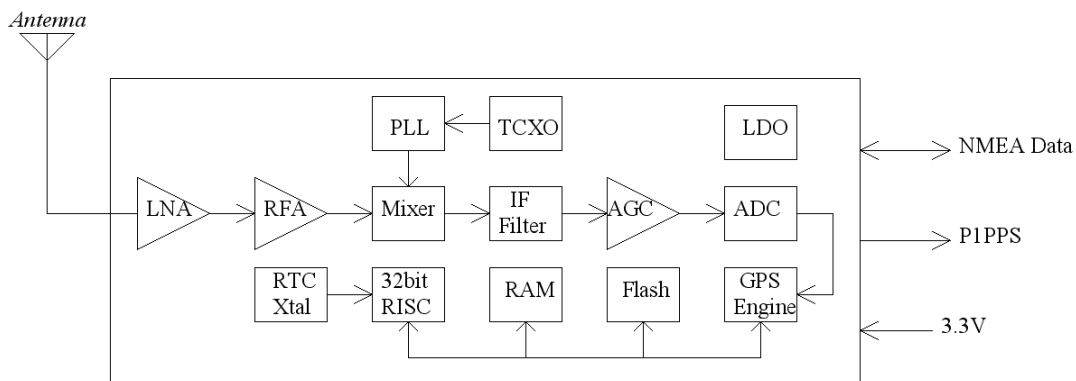 Antenna
PLL
TCXO
LDO
NMEA Data
LNA
RFA
Mixer
IF
Filter
AGC
ADC
P1PPS
RTC
Xtal
32bit
RISC
RAM
Flash
GPS
Engine
3.3V